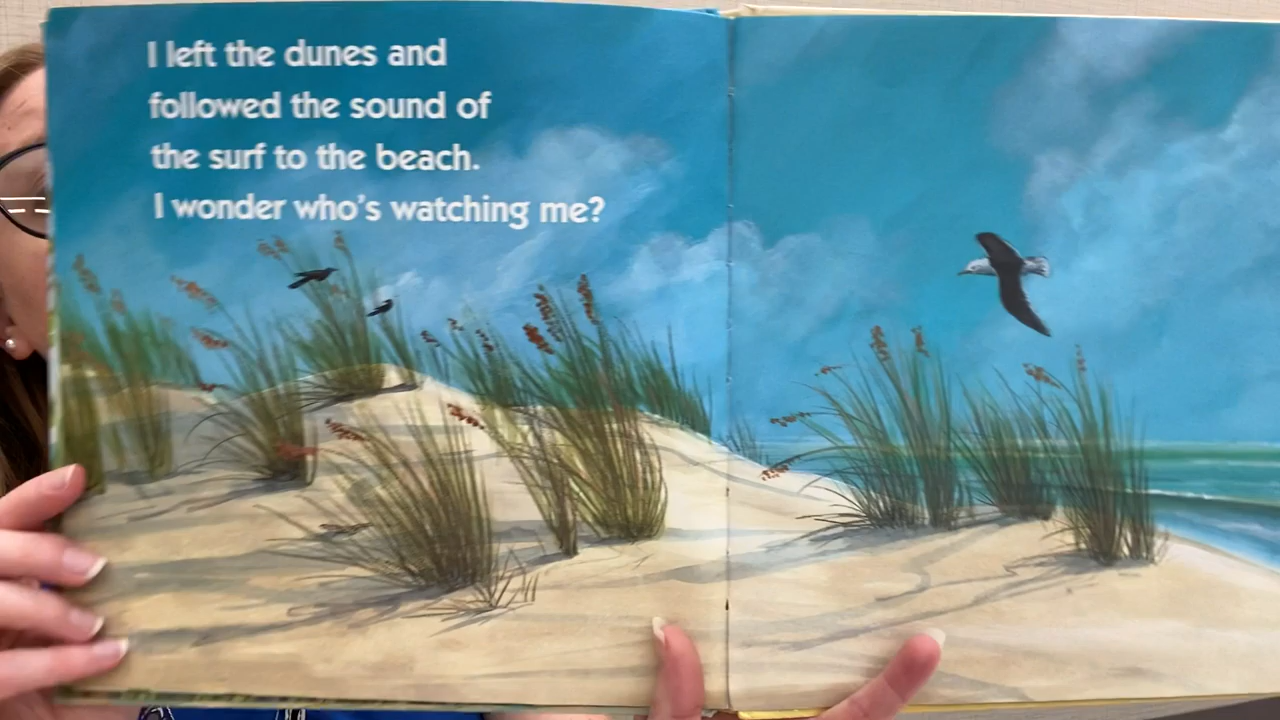 I left the dunes and
followed the sound of
the surf to the beach.
I wonder who's watching me?